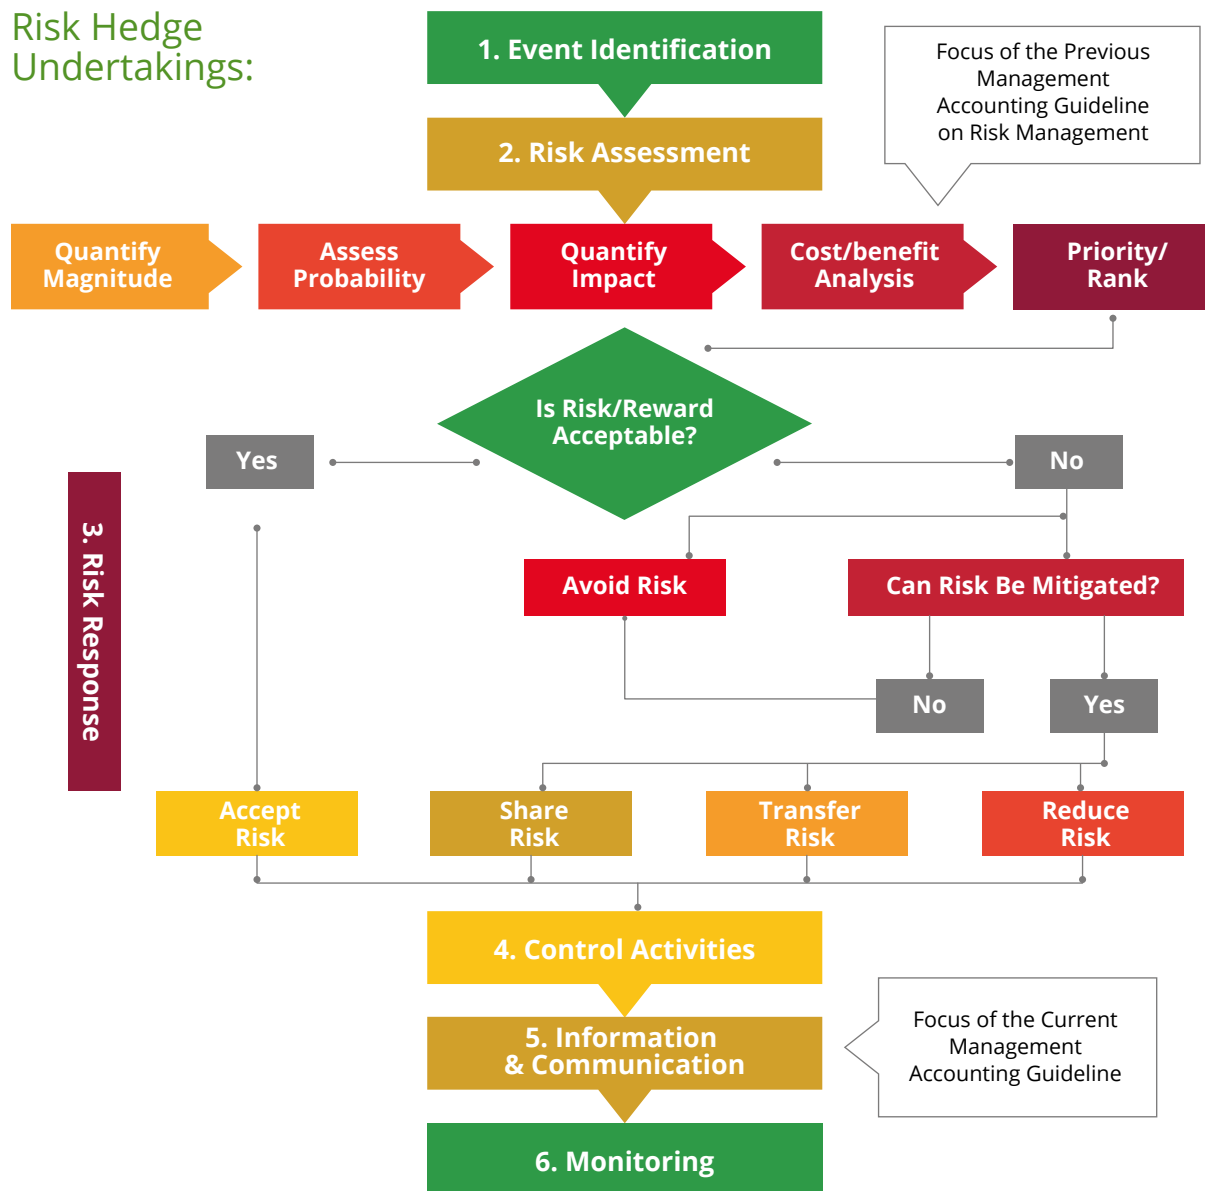 Risk Hedge
Undertakings:
1. Event Identification
Focus of the Previous
Management
Accounting Guideline
on Risk Management
2. Risk Assessment
Quantify
Magnitude
Assess
Probability
Quantify
Impact
Cost/benefit
Analysis
Priority/
Rank
Is Risk/Reward
Acceptable?
Yes
No
3. Risk Response
Avoid Risk
Can Risk Be Mitigated?
No
Yes
Accept
Risk
Share
Risk
Transfer
Risk
Reduce
Risk
4. Control Activities
5. Information
& Communication
Focus of the Current
Management
Accounting Guideline
6. Monitoring